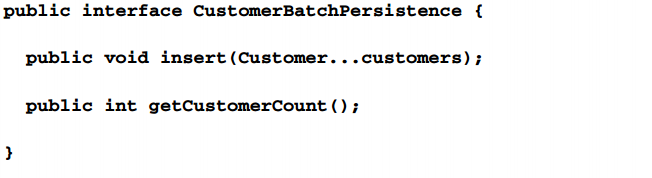 public interface CustomerBatchPersistence {
public void insert(Customer...customers);
public int getCustomerCount();
}